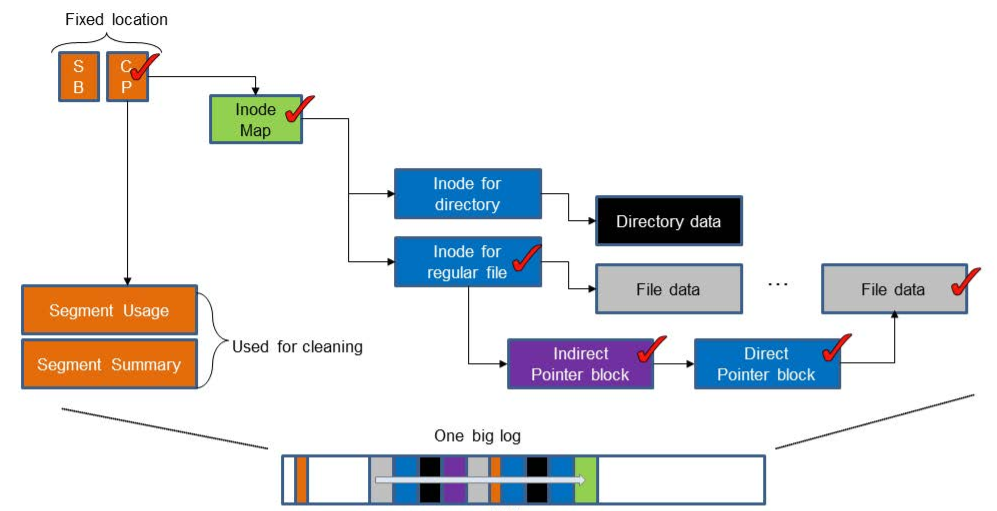 Fixed location
S
B
C
P
Inode
Map
Inode for
directory
Directory data
Inode for
regular file
File data
...
File data
Segment Usage
Segment Summary
Used for cleaning
Indirect
Pointer block
Direct
Pointer block
One big log